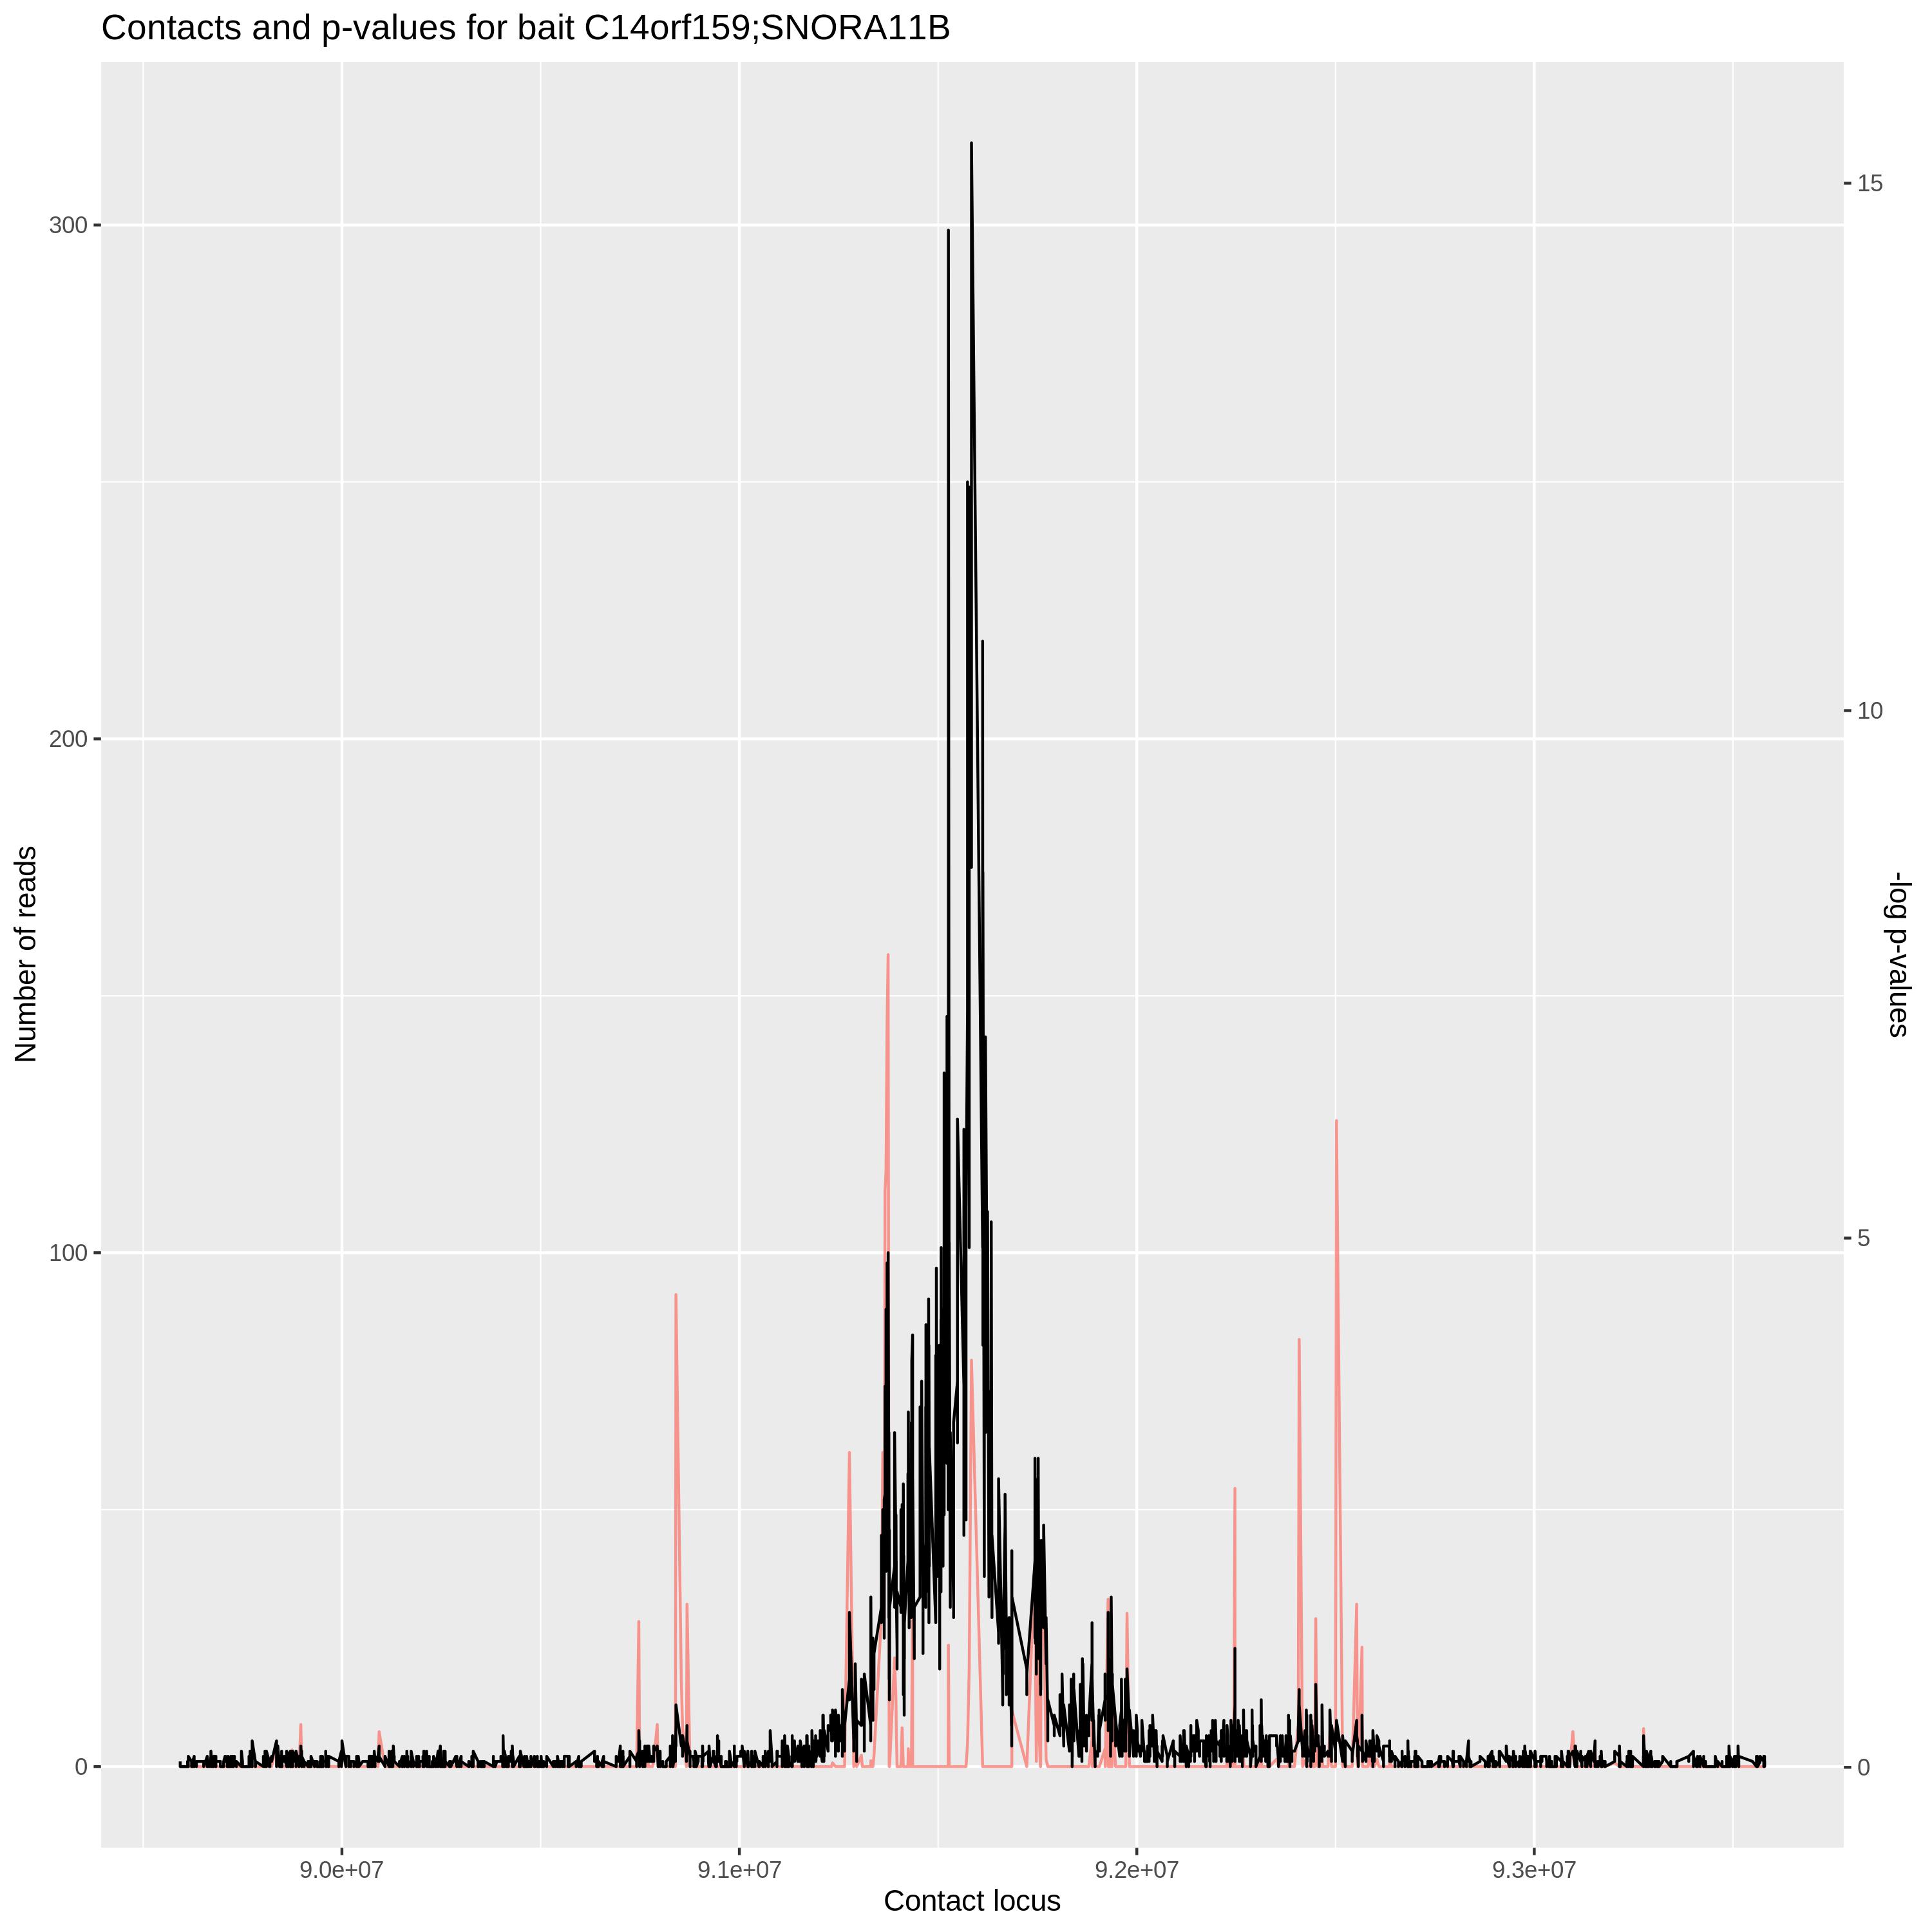 Contacts and p-values for bait C14orf159;SNORA11B
300
200
100
0
Number of reads
15
10
5
0
-log p-values
9.0e+07
9.1e+07
9.2e+07
9.3e+07
Contact locus